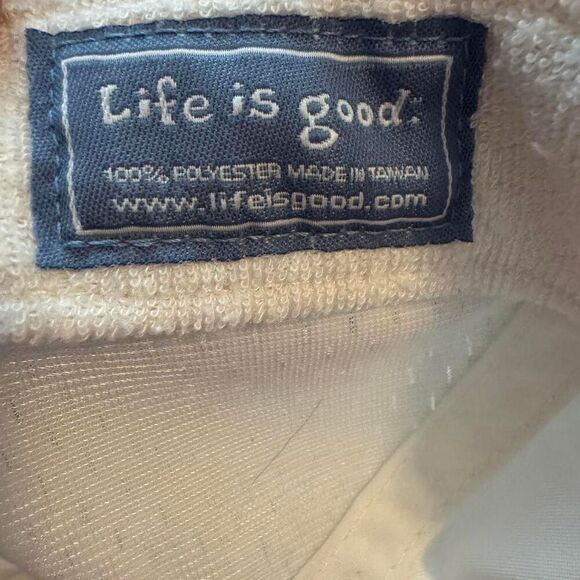 Life is good.
100% POLYESTER MADE IN TAIWAN
www.lifeisgood.com